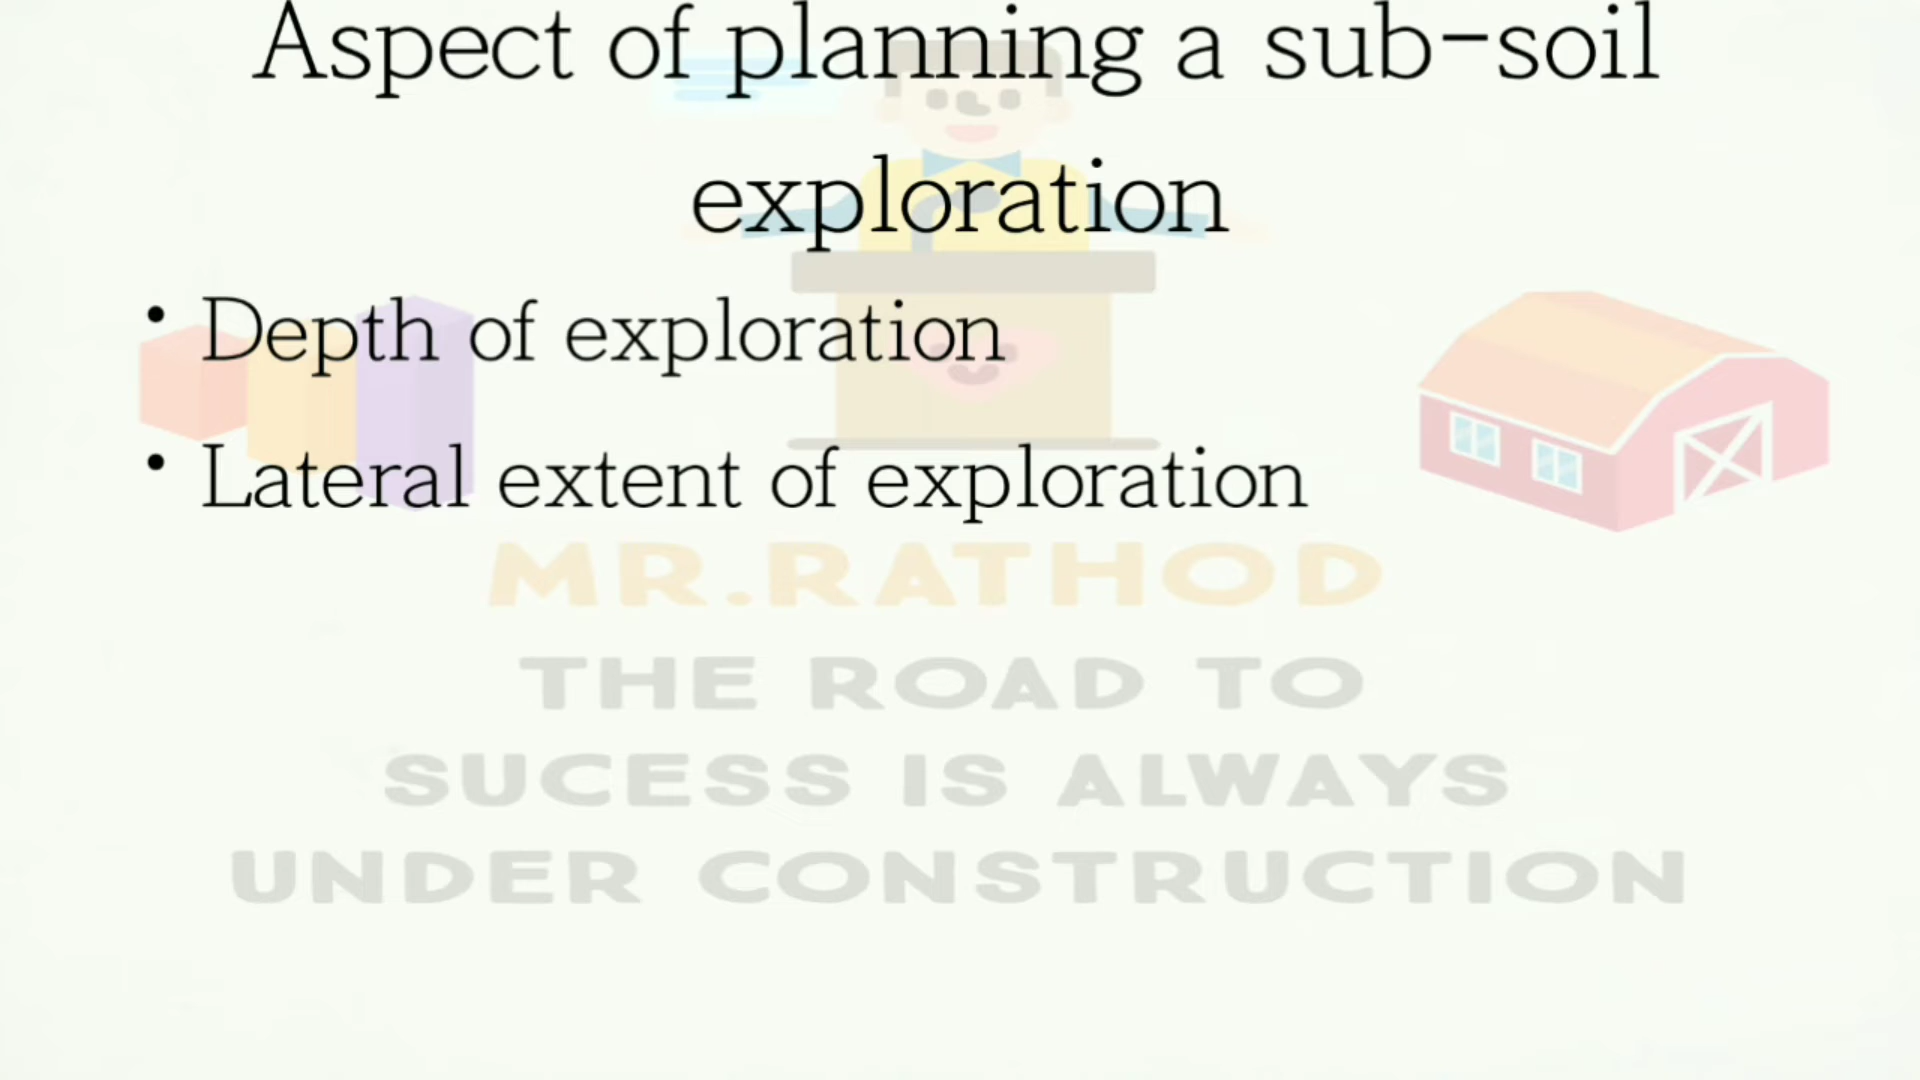 Aspect of planning a sub-soil
exploration
• Depth of exploration
• Lateral extent of exploration
MR.RATHOD
THE ROAD TO
SUCESS IS ALWAYS
UNDER CONSTRUCTION